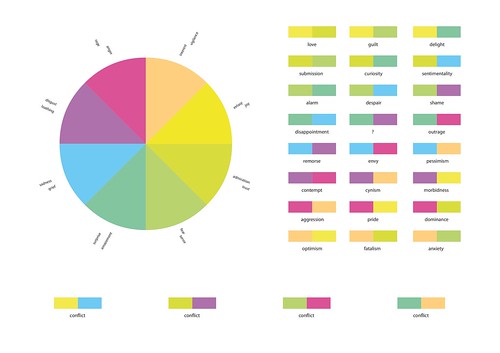 rage
anger
interest
vigilance
disgust
loathing
ecstasy
joy
sadness
grief
admiration
trust
surprise
amazement
fear
terror
love
guilt
delight
submission
curiosity
sentimentality
alarm
despair
shame
disappointment
?
outrage
remorse
envy
pessimism
contempt
cynism
morbidness
aggression
pride
dominance
optimism
fatalism
anxiety
conflict
conflict
conflict
conflict